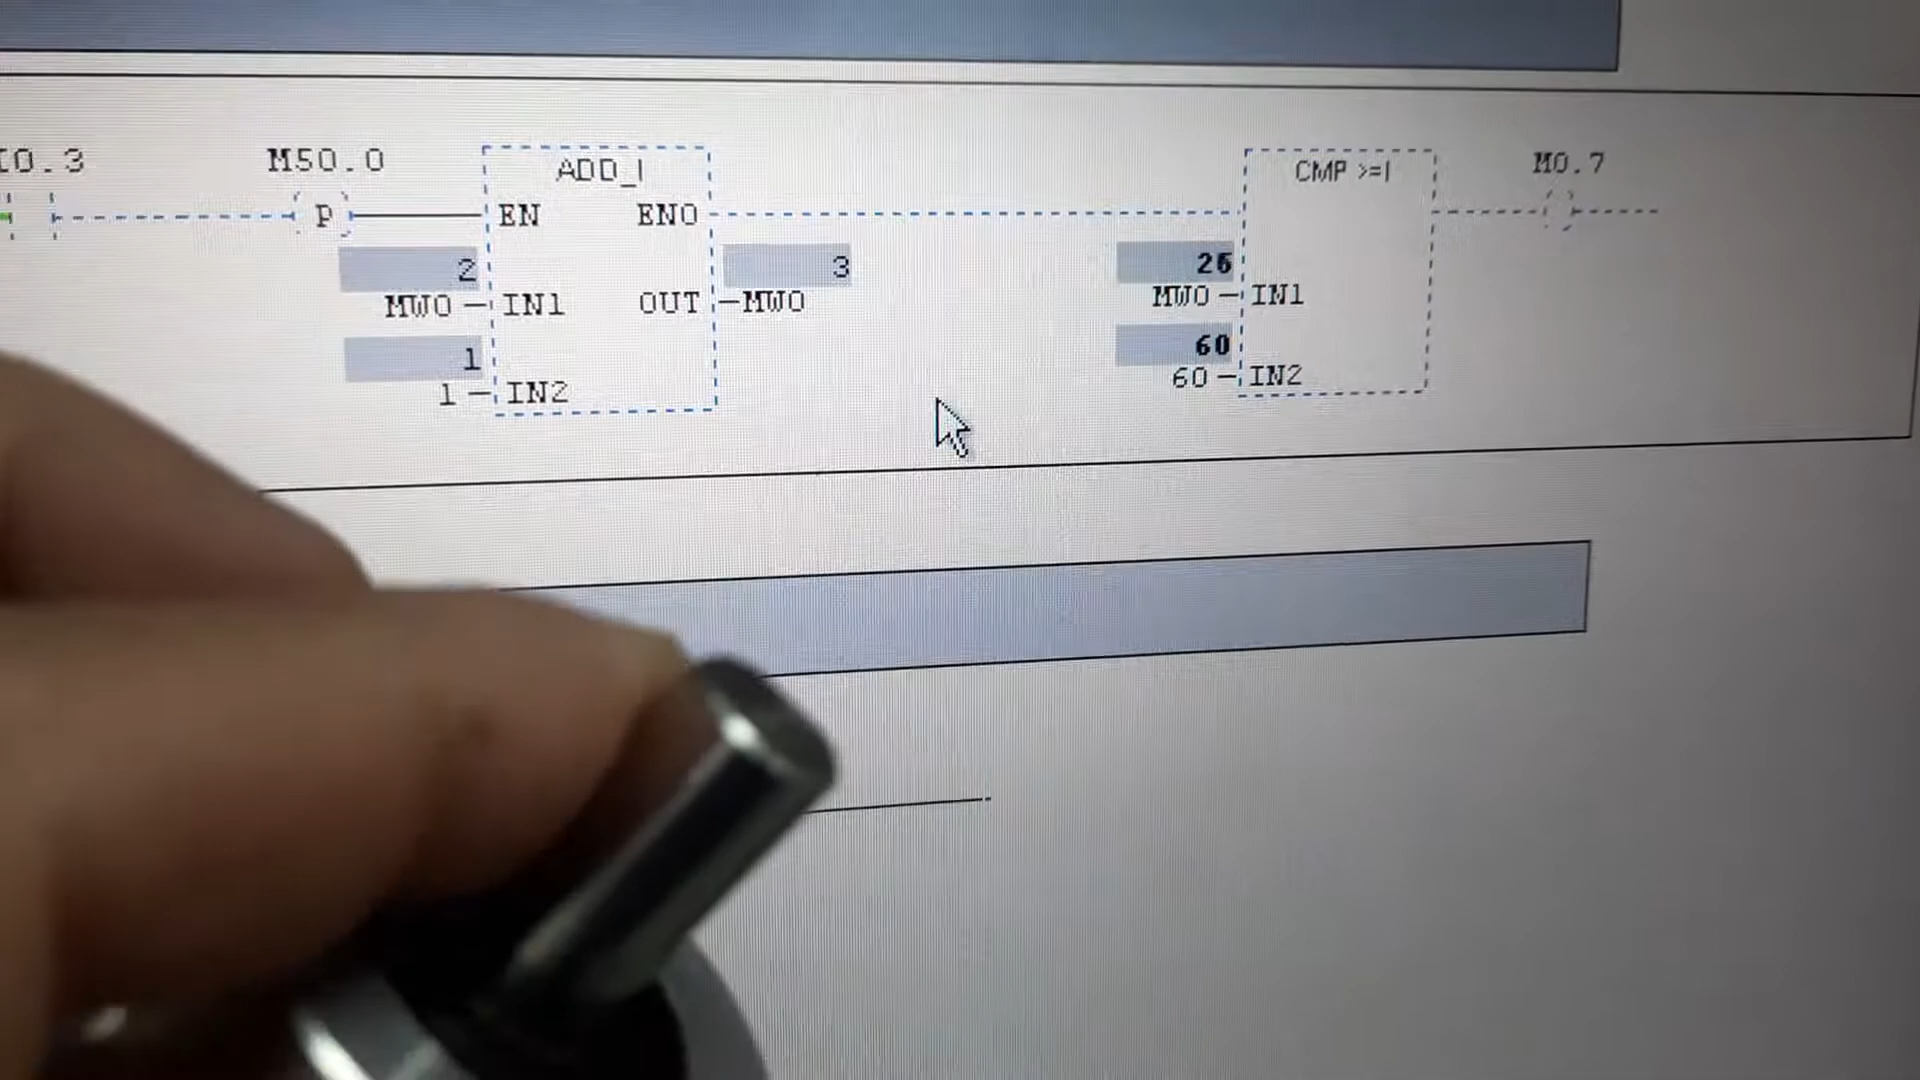 I0.3 M50.0 ADD_I CMP >=I M0.7
P EN ENO
2 3 26
MW0 IN1 OUT MW0 MW0 IN1
1 60
1 IN2 60 IN2